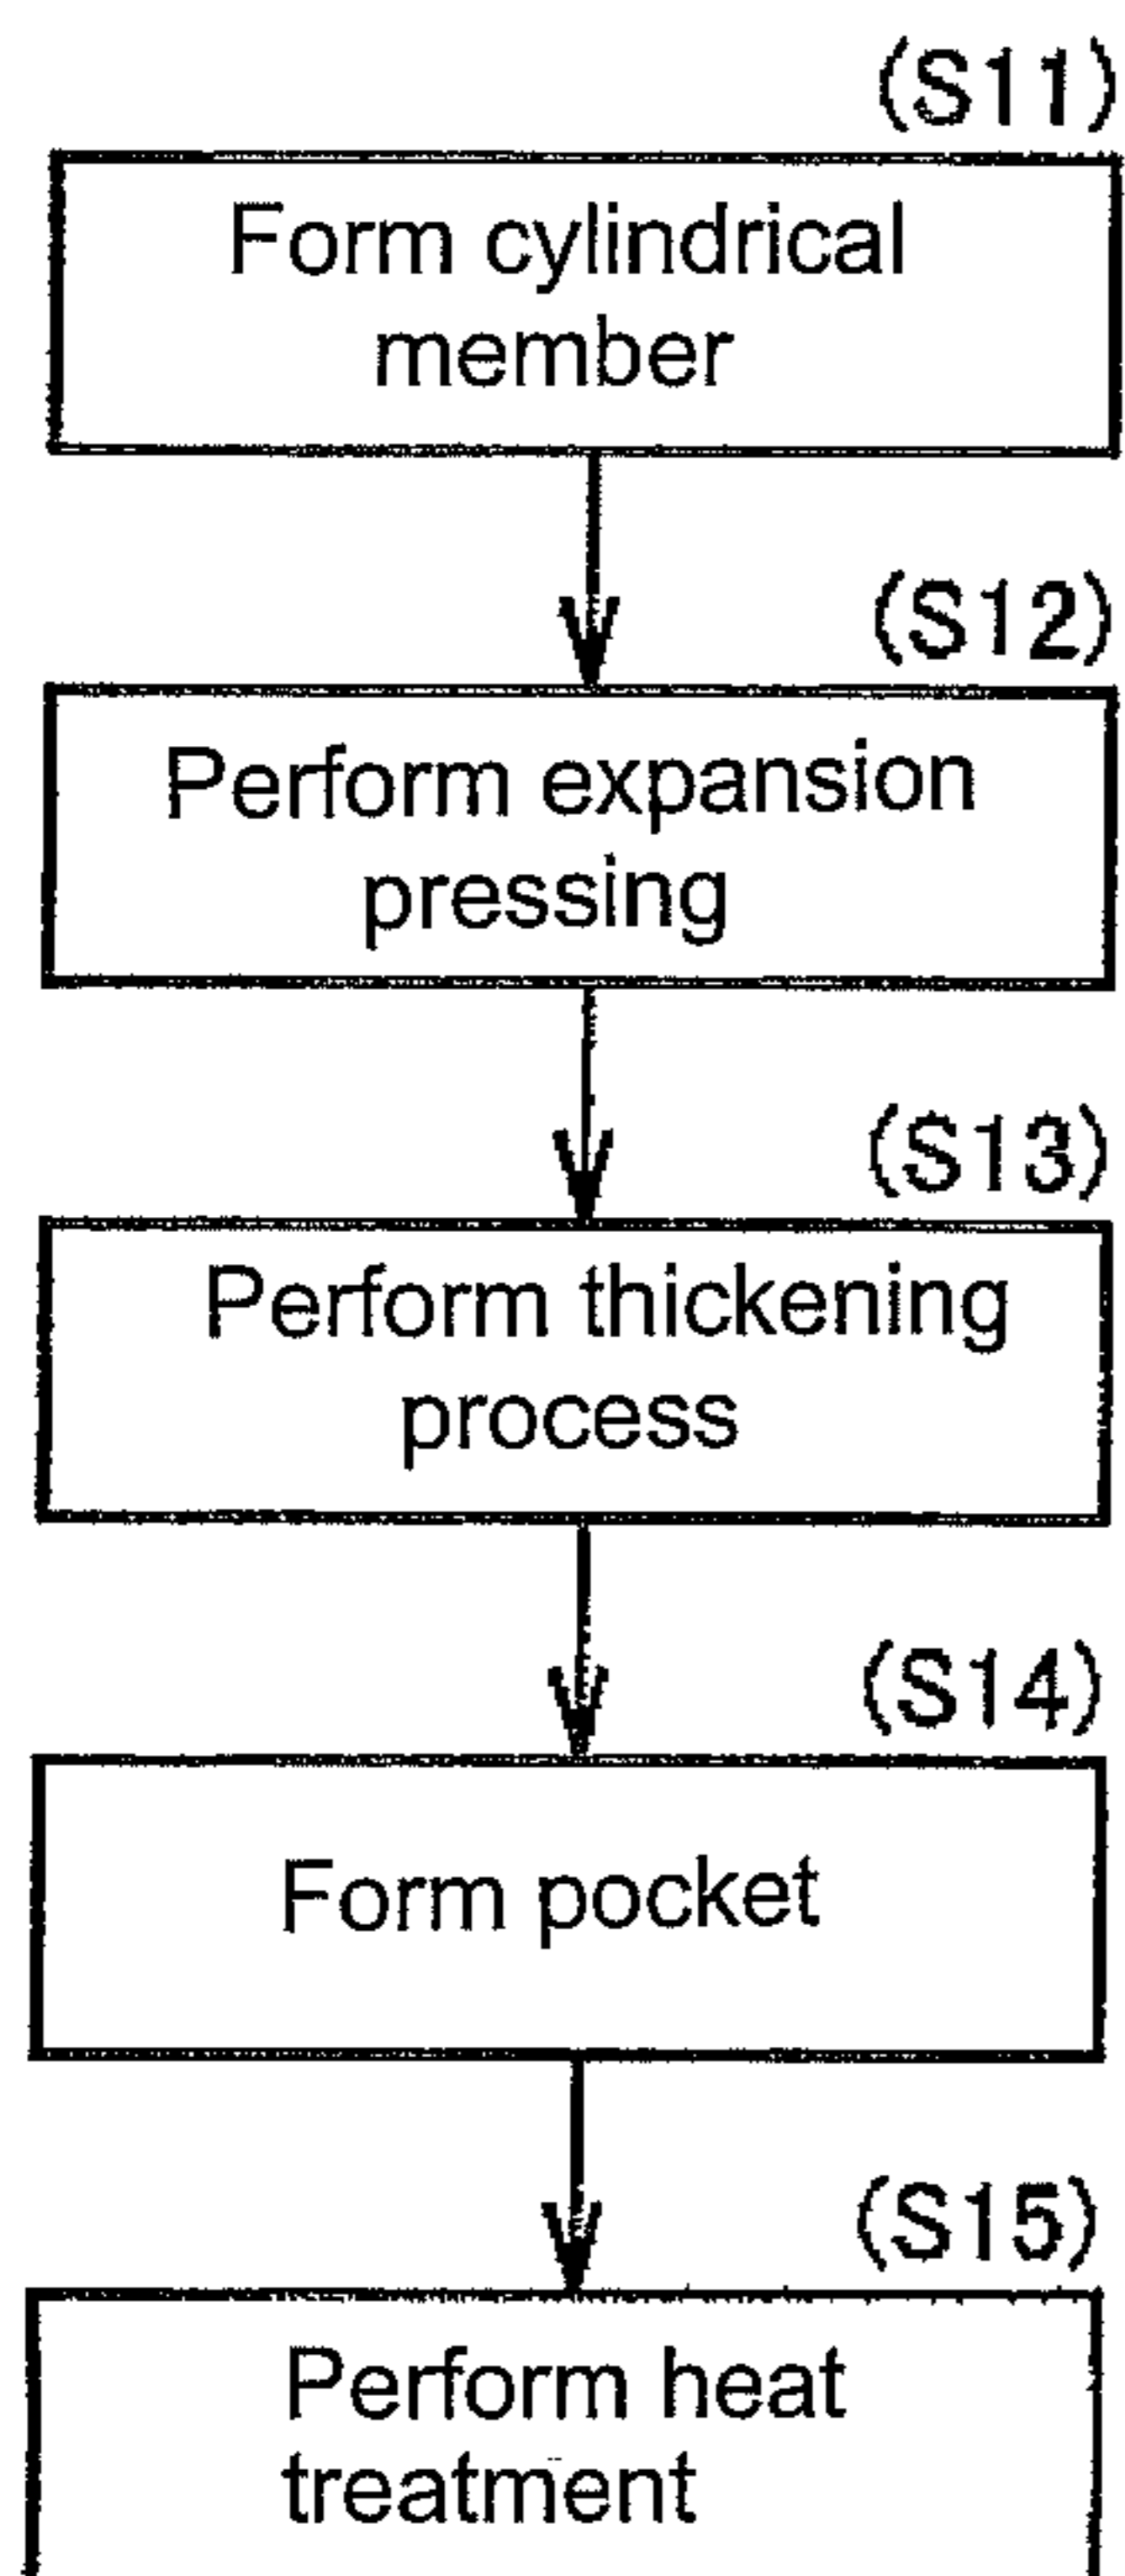 (S11)
Form cylindrical
member
(S12)
Perform expansion
pressing
(S13)
Perform thickening
process
(S14)
Form pocket
(S15)
Perform heat
treatment